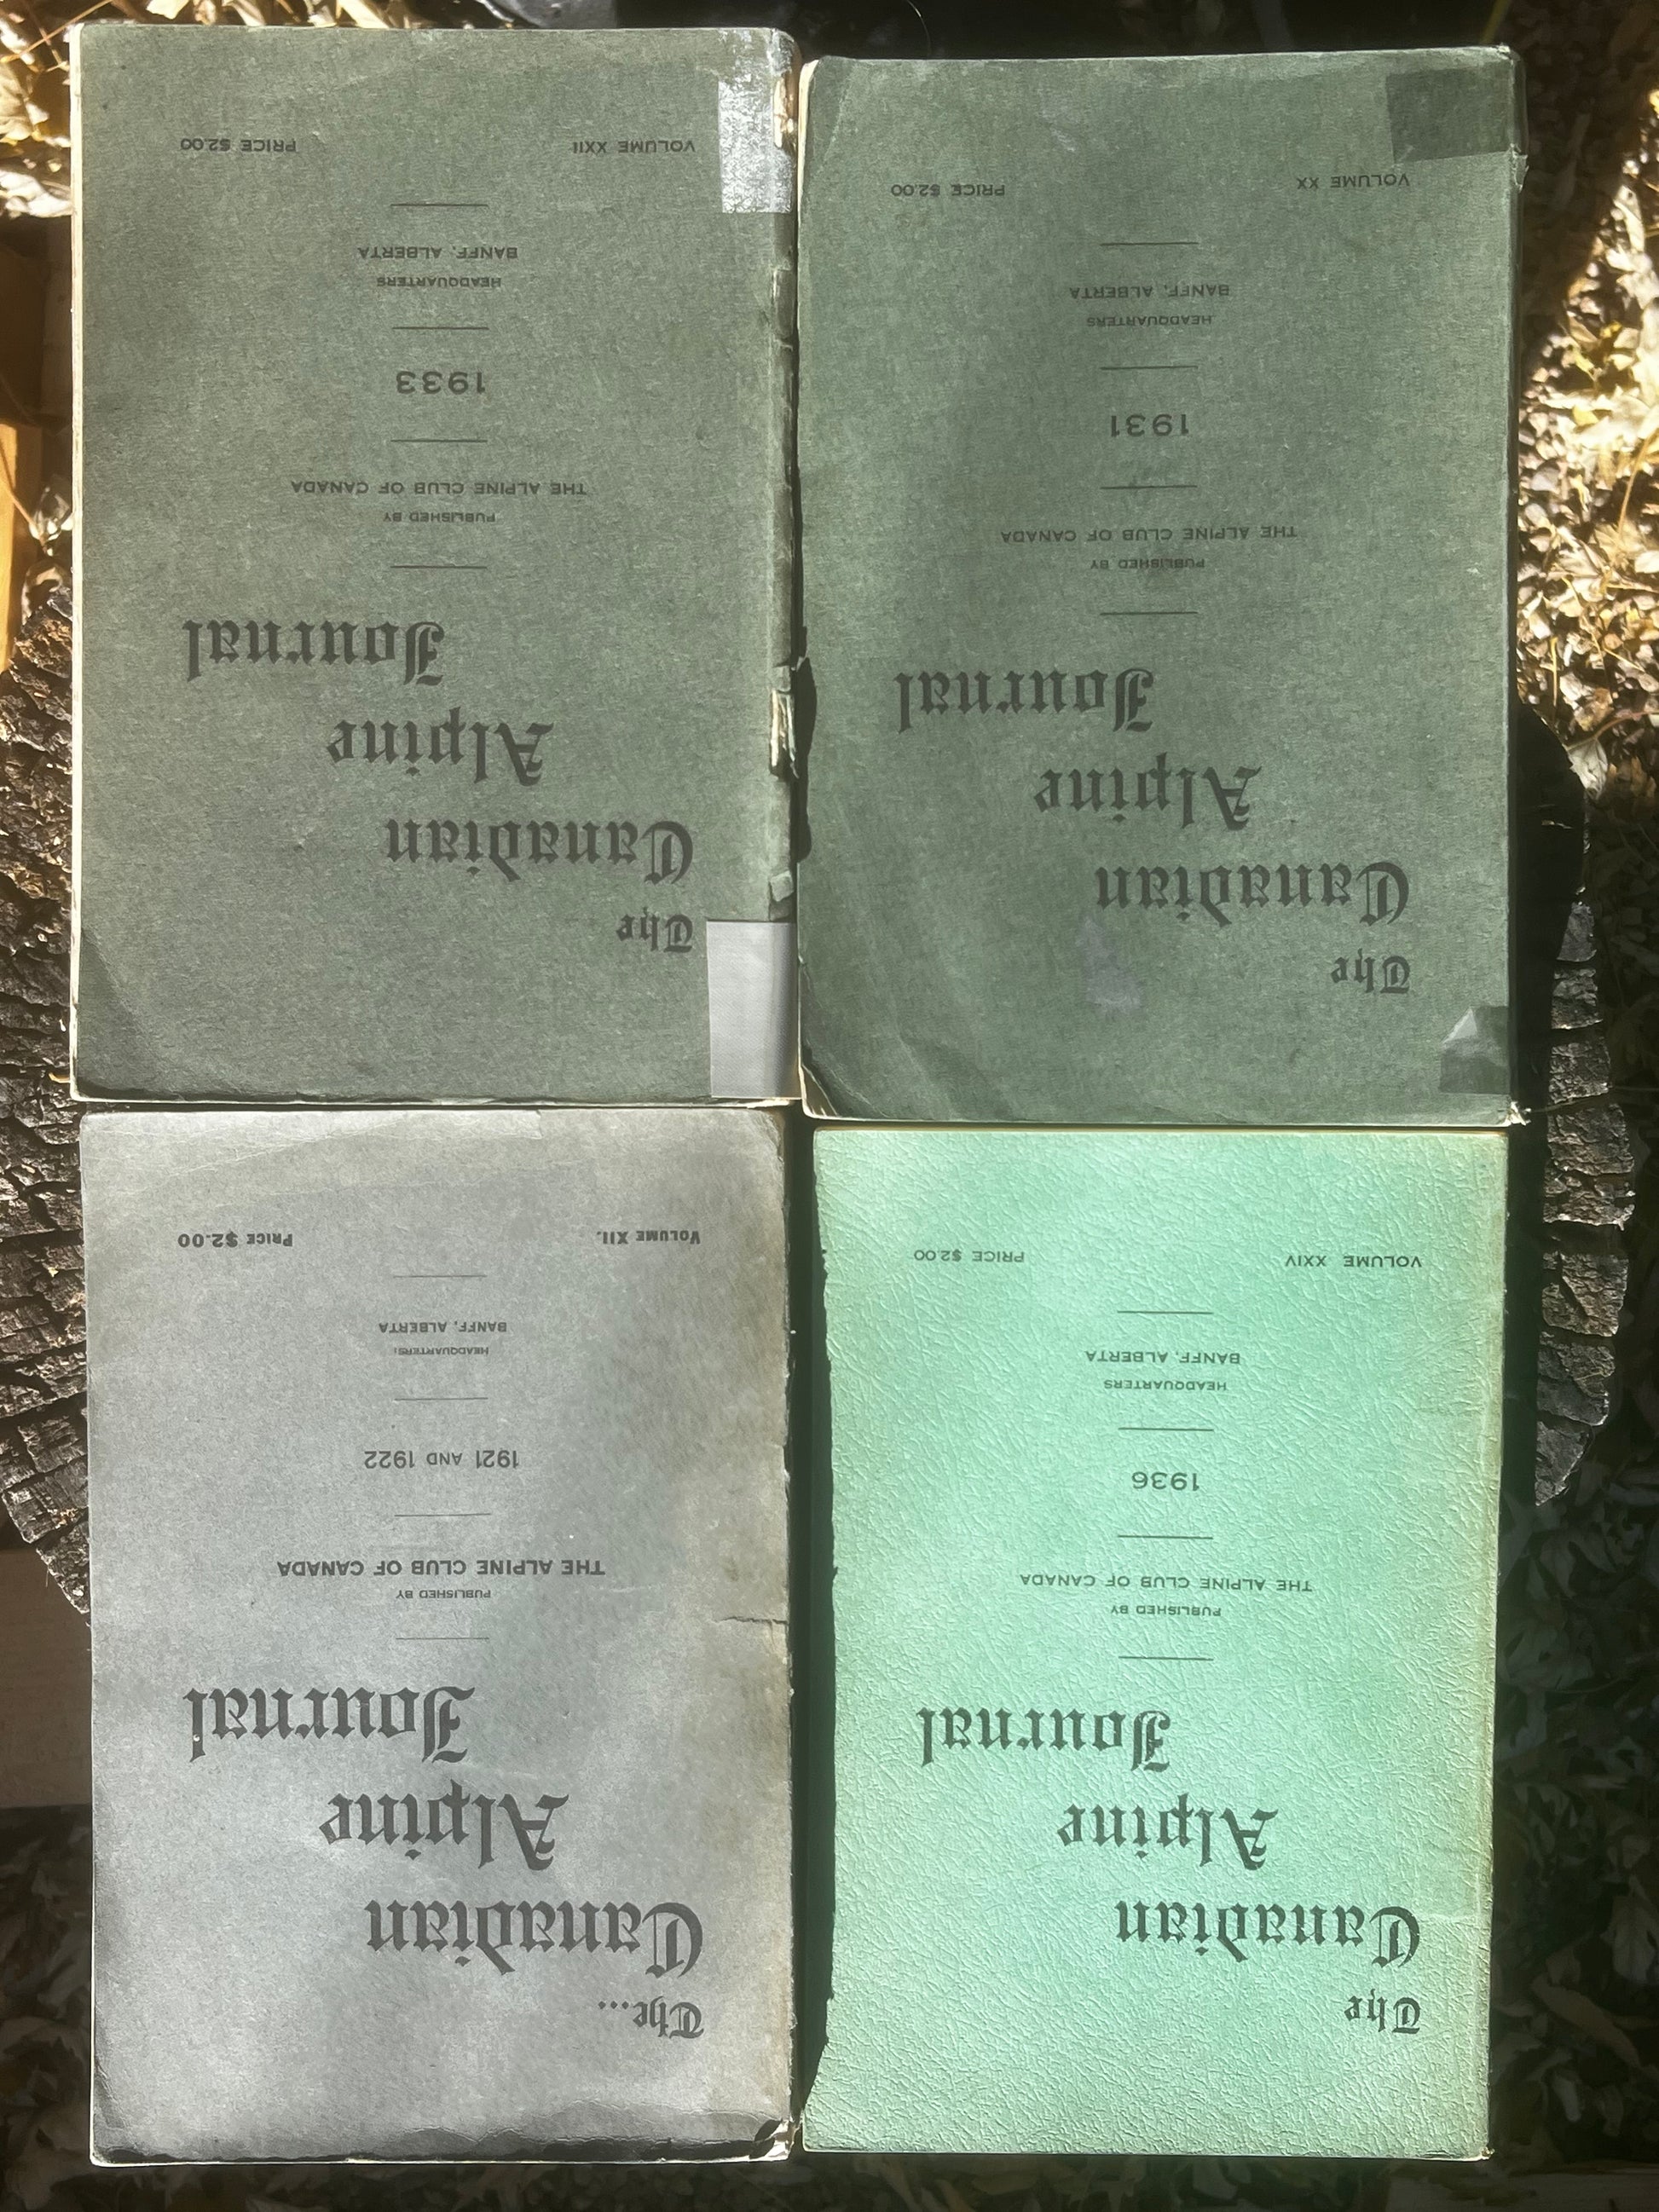 The
Canadian
Alpine
Journal
PUBLISHED BY
THE ALPINE CLUB OF CANADA
1936
HEADQUARTERS
BANFF, ALBERTA
VOLUME XXIV PRICE $2.00
The...
Canadian
Alpine
Journal
PUBLISHED BY
THE ALPINE CLUB OF CANADA
1921 AND 1922
HEADQUARTERS:
BANFF, ALBERTA
VOLUME XII. PRICE $2.00
The
Canadian
Alpine
Journal
PUBLISHED BY
THE ALPINE CLUB OF CANADA
1931
HEADQUARTERS
BANFF, ALBERTA
VOLUME XX PRICE $2.00
The
Canadian
Alpine
Journal
PUBLISHED BY
THE ALPINE CLUB OF CANADA
1933
HEADQUARTERS
BANFF, ALBERTA
VOLUME XXII PRICE $2.00